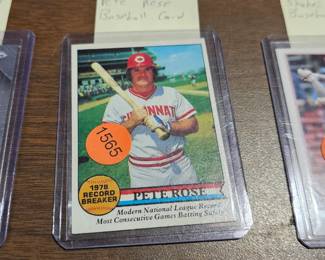 Pete Rose
Baseball Card
CINCINNATI
1565
1978
RECORD
BREAKER
PETE ROSE
Modern National League Record
Most Consecutive Games Batting Safely